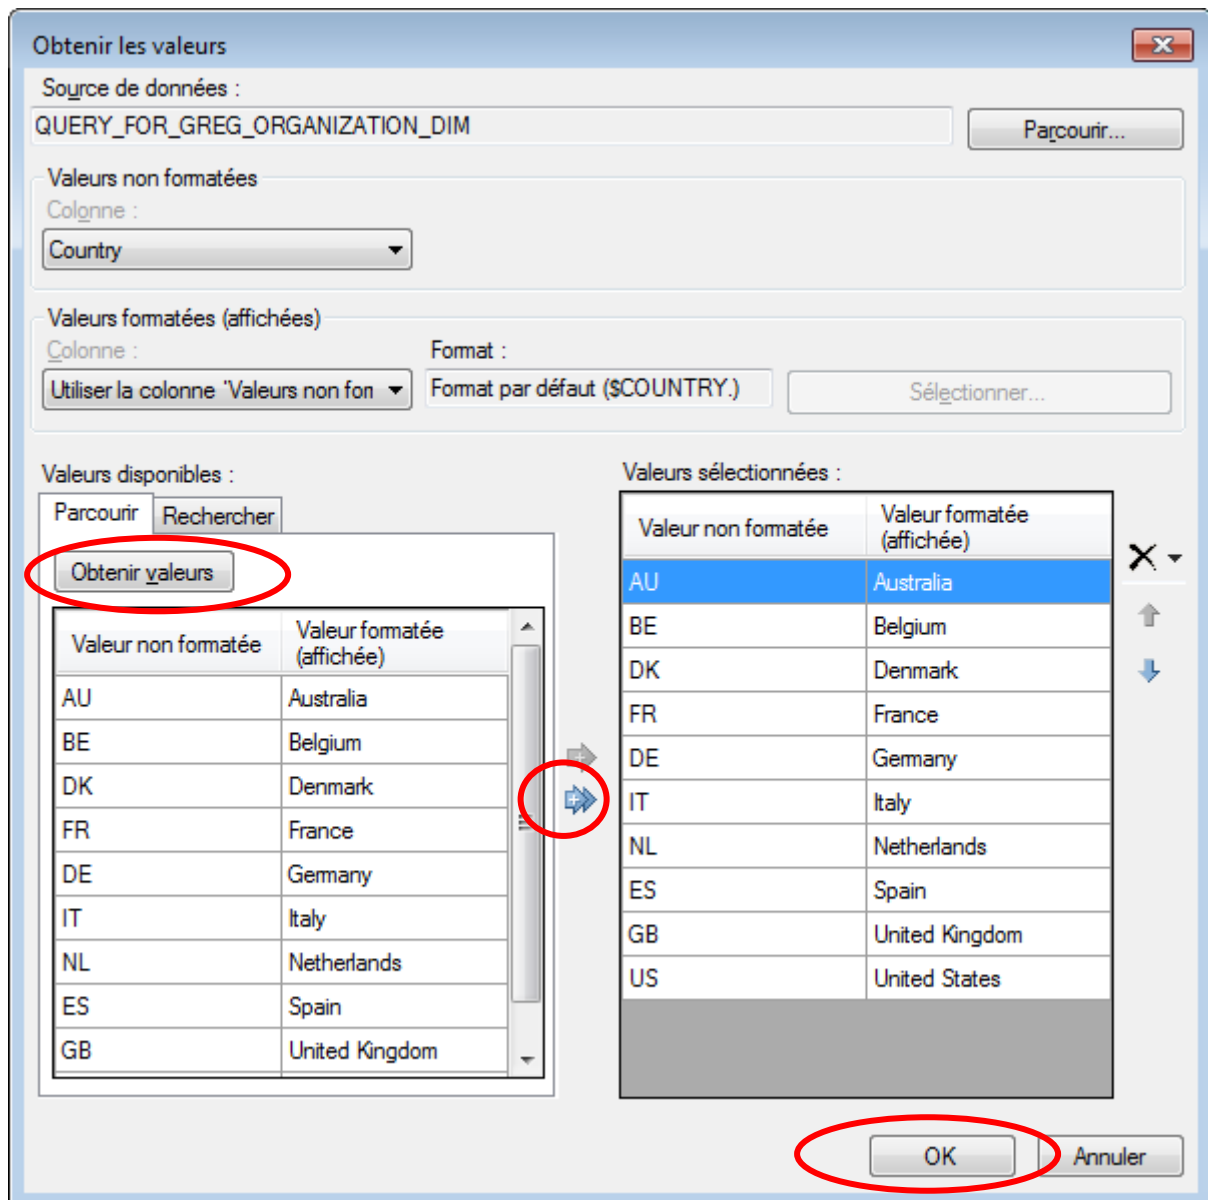 Obtenir les valeurs
Source de données :
QUERY_FOR_GREG_ORGANIZATION_DIM
Parcourir...
Valeurs non formatées
Colonne :
Country
Valeurs formatées (affichées)
Colonne :
Format :
Utiliser la colonne 'Valeurs non forr
Format par défaut ($COUNTRY.)
Sélectionner...
Valeurs disponibles :
Parcourir
Rechercher
Obtenir valeurs
Valeur non formatée
Valeur formatée
(affichée)
AU Australia
BE Belgium
DK Denmark
FR France
DE Germany
IT Italy
NL Netherlands
ES Spain
GB United Kingdom
Valeurs sélectionnées :
Valeur non formatée
Valeur formatée
(affichée)
AU Australia
BE Belgium
DK Denmark
FR France
DE Germany
IT Italy
NL Netherlands
ES Spain
GB United Kingdom
US United States
OK
Annuler